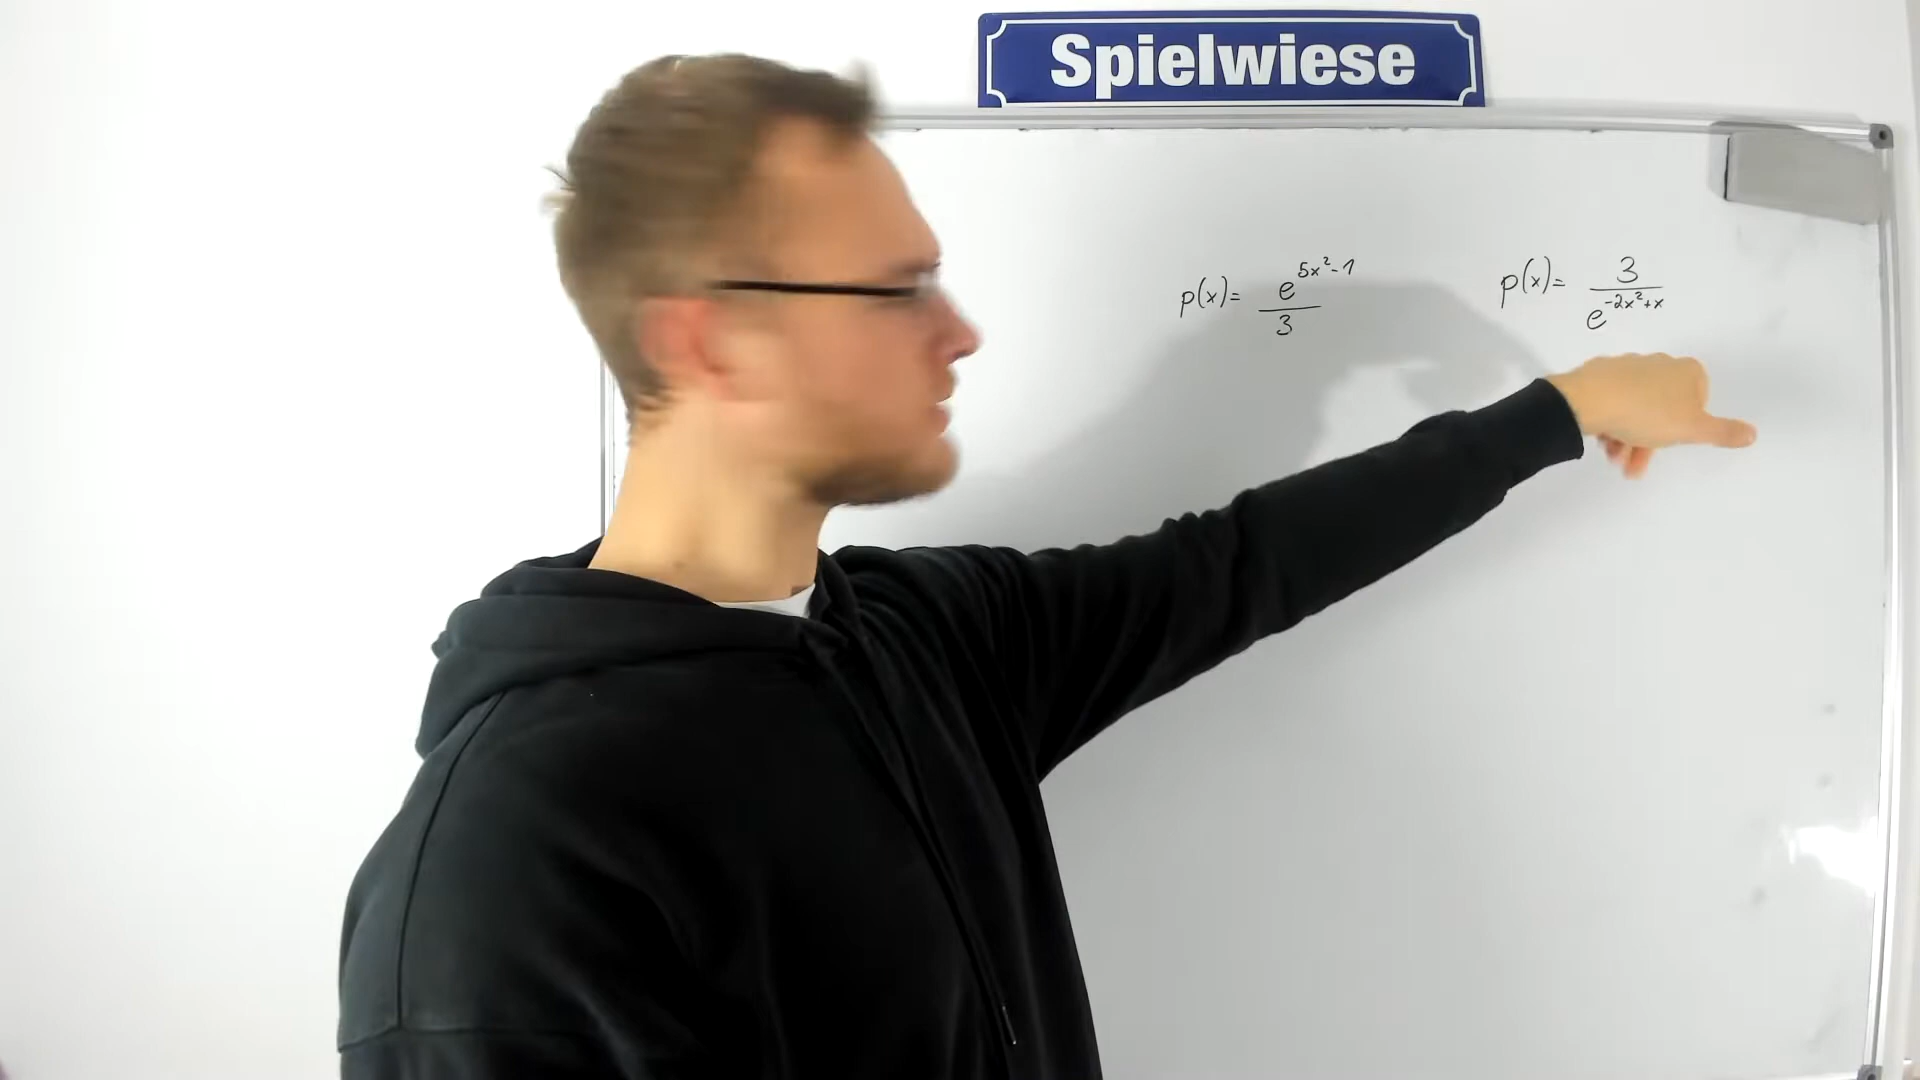 Spielwiese
p(x)= e^(5x²-1) / 3
p(x)= 3 / e^(-2x²+x)